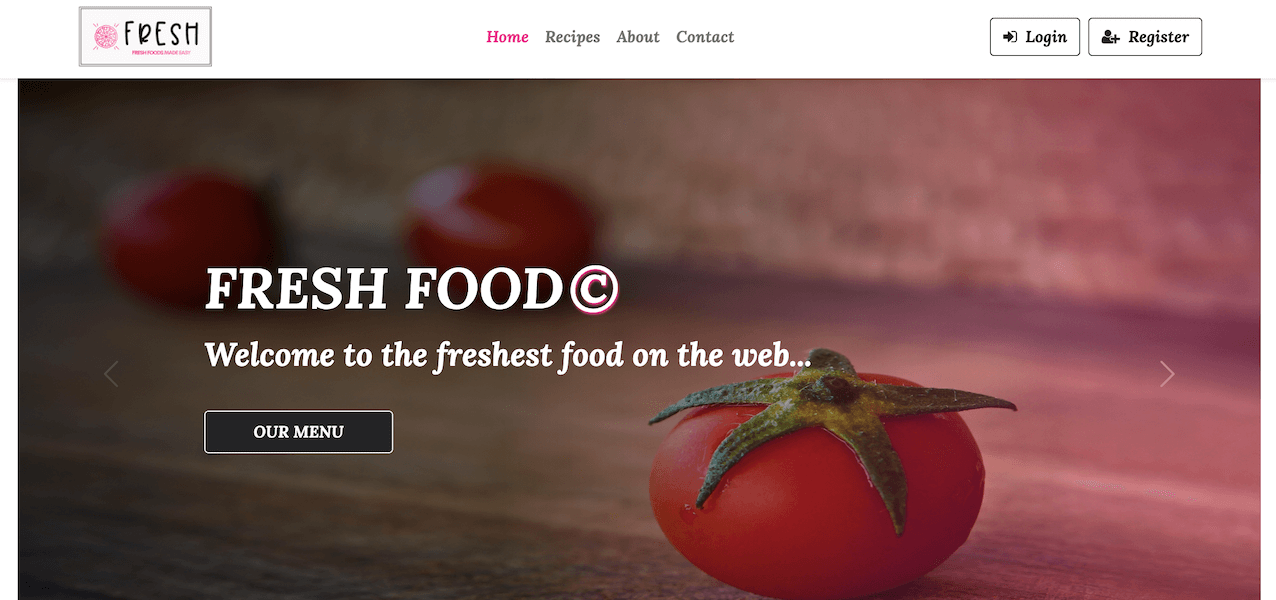 FRESH
FRESH FOODS MADE EASY
Home Recipes About Contact
Login Register
FRESH FOOD©
Welcome to the freshest food on the web...
OUR MENU